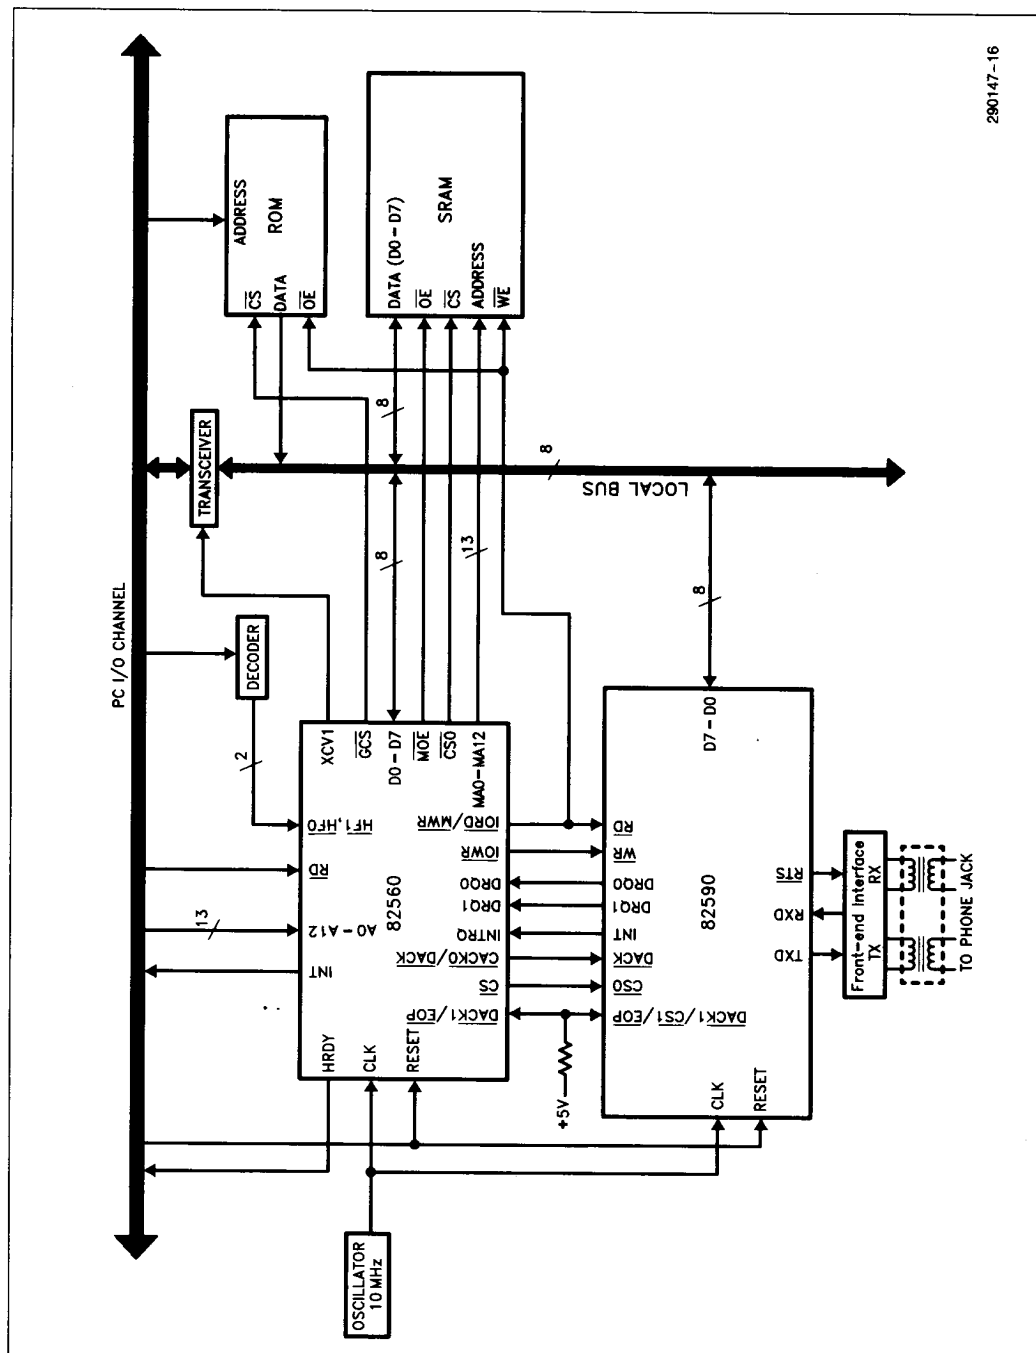 PC I/O CHANNEL
ADDRESS
ROM
CS
DATA
OE
DATA (D0-D7)
SRAM
OE
CS
ADDRESS
WE
TRANSCEIVER
DECODER
8
8
13
8
LOCAL BUS
8
2
13
XCV1
GCS
D0-D7
MOE
CS0
MA0-MA12
HF1,HF0
RD
A0-A12
INT
HRDY
CLK
RESET
82560
IORD/MWR
IOWR
DRQ0
DRQ1
INTRQ
CACK0/DACK
CS
DACK1/EOP
+5V
OSCILLATOR
10 MHz
D7-D0
82590
RD
WR
DRQ0
DRQ1
INT
DACK
CS0
DACK1/CS1/EOP
CLK
RESET
RTS
RXD
TXD
Front-end Interface
TX
RX
TO PHONE JACK
290147-16